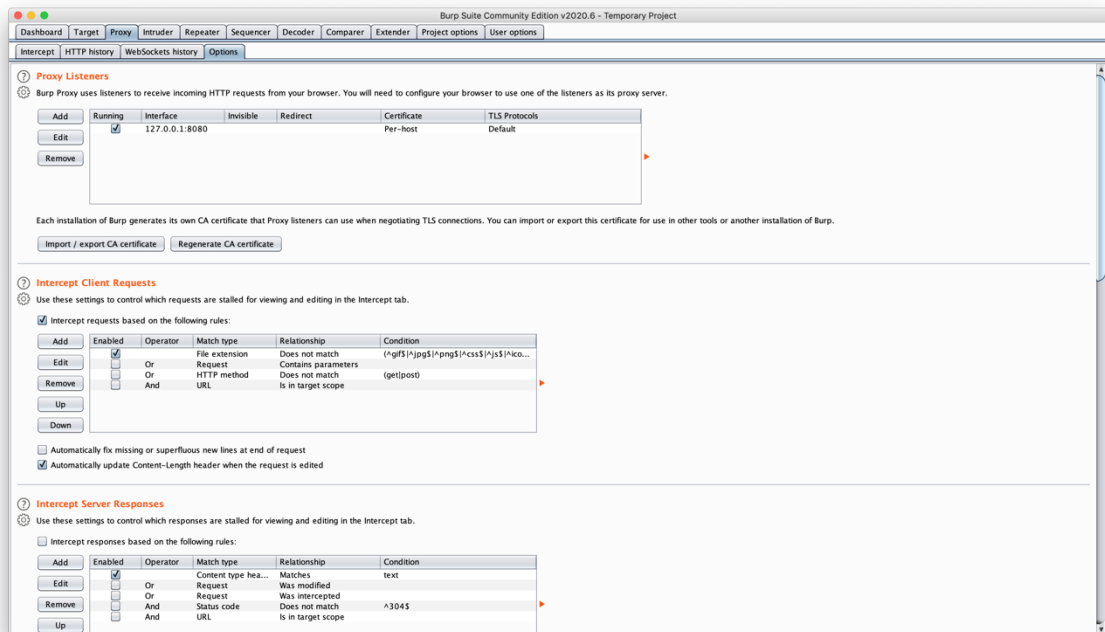 Burp Suite Community Edition v2020.6 - Temporary Project
Dashboard Target Proxy Intruder Repeater Sequencer Decoder Comparer Extender Project options User options
Intercept HTTP history WebSockets history Options
? Proxy Listeners
Burp Proxy uses listeners to receive incoming HTTP requests from your browser. You will need to configure your browser to use one of the listeners as its proxy server.
Add Running Interface Invisible Redirect Certificate TLS Protocols
127.0.0.1:8080 Per-host Default
Edit
Remove
Each installation of Burp generates its own CA certificate that Proxy listeners can use when negotiating TLS connections. You can import or export this certificate for use in other tools or another installation of Burp.
Import / export CA certificate Regenerate CA certificate
? Intercept Client Requests
Use these settings to control which requests are stalled for viewing and editing in the Intercept tab.
Intercept requests based on the following rules:
Add Enabled Operator Match type Relationship Condition
File extension Does not match (^gif$|^jpg$|^png$|^css$|^js$|^ico...
Edit Or Request Contains parameters
Or HTTP method Does not match (get|post)
Remove And URL Is in target scope
Up
Down
Automatically fix missing or superfluous new lines at end of request
Automatically update Content-Length header when the request is edited
? Intercept Server Responses
Use these settings to control which responses are stalled for viewing and editing in the Intercept tab.
Intercept responses based on the following rules:
Add Enabled Operator Match type Relationship Condition
Content type hea... Matches text
Edit Or Request Was modified
Or Request Was intercepted
Remove And Status code Does not match ^304$
And URL Is in target scope
Up